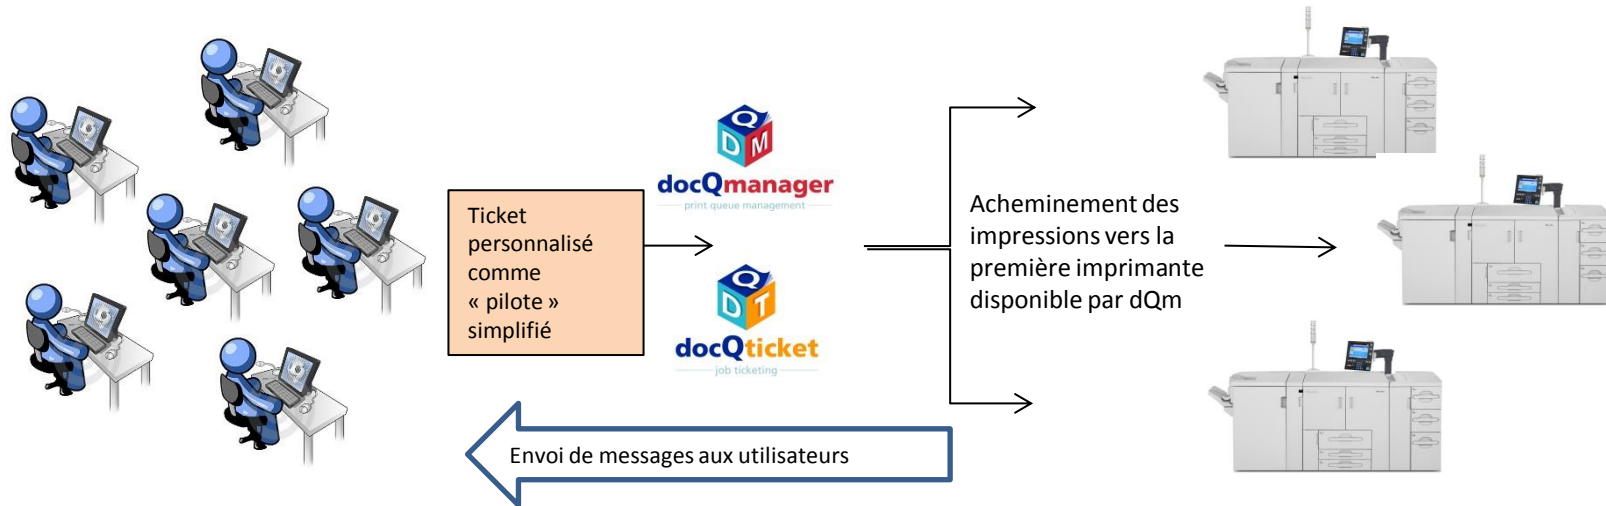 Ticket
personnalisé
comme
« pilote »
simplifié
Q
D M
docQmanager
print queue management
Q
D T
docQticket
job ticketing
Acheminement des
impressions vers la
première imprimante
disponible par dQm
Envoi de messages aux utilisateurs